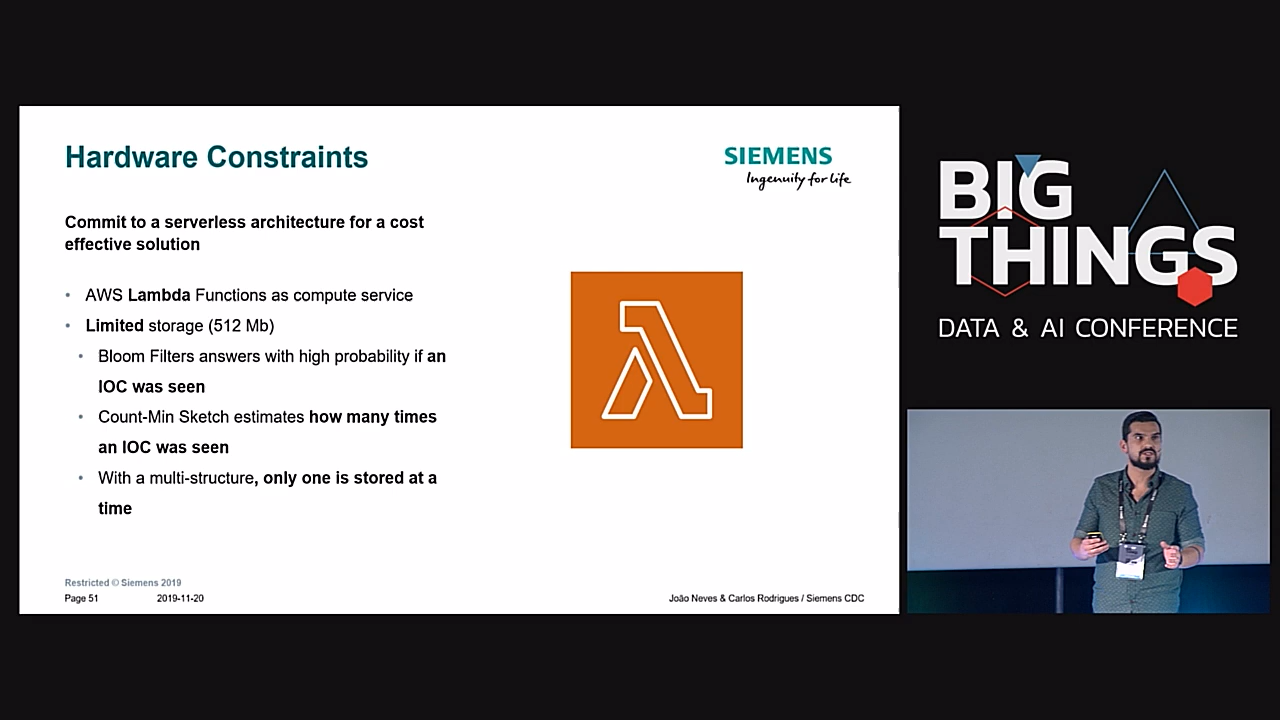 Hardware Constraints
SIEMENS
Ingenuity for life
Commit to a serverless architecture for a cost
effective solution
• AWS Lambda Functions as compute service
• Limited storage (512 Mb)
• Bloom Filters answers with high probability if an
IOC was seen
• Count-Min Sketch estimates how many times
an IOC was seen
• With a multi-structure, only one is stored at a
time
Restricted © Siemens 2019
Page 51
2019-11-20
João Neves & Carlos Rodrigues / Siemens CDC
BIG
THINGS
DATA & AI CONFERENCE